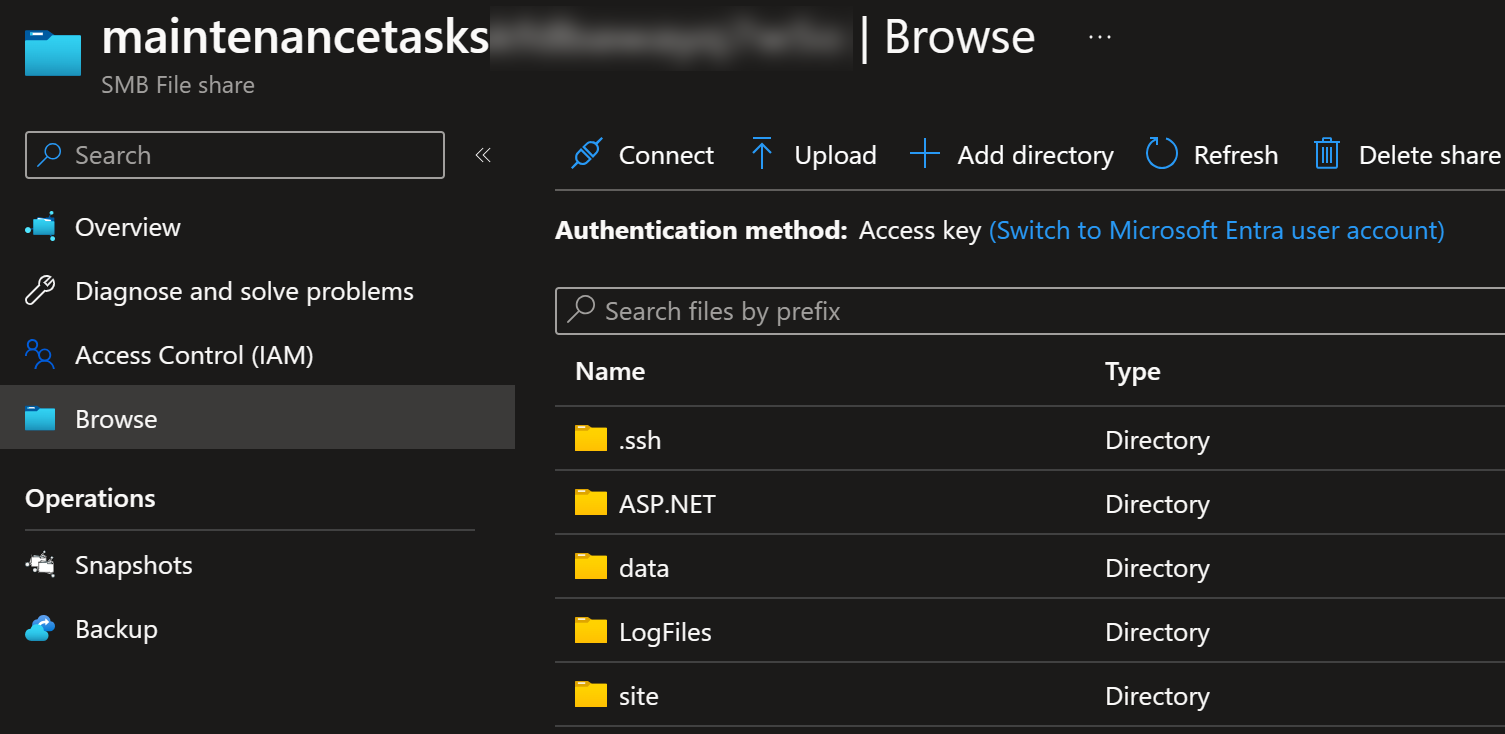 maintenancetasks | Browse ...
SMB File share
Search «
Connect Upload Add directory Refresh Delete share
Overview
Authentication method: Access key (Switch to Microsoft Entra user account)
Diagnose and solve problems
Search files by prefix
Access Control (IAM)
Name Type
Browse
.ssh Directory
Operations
ASP.NET Directory
Snapshots
data Directory
Backup
LogFiles Directory
site Directory